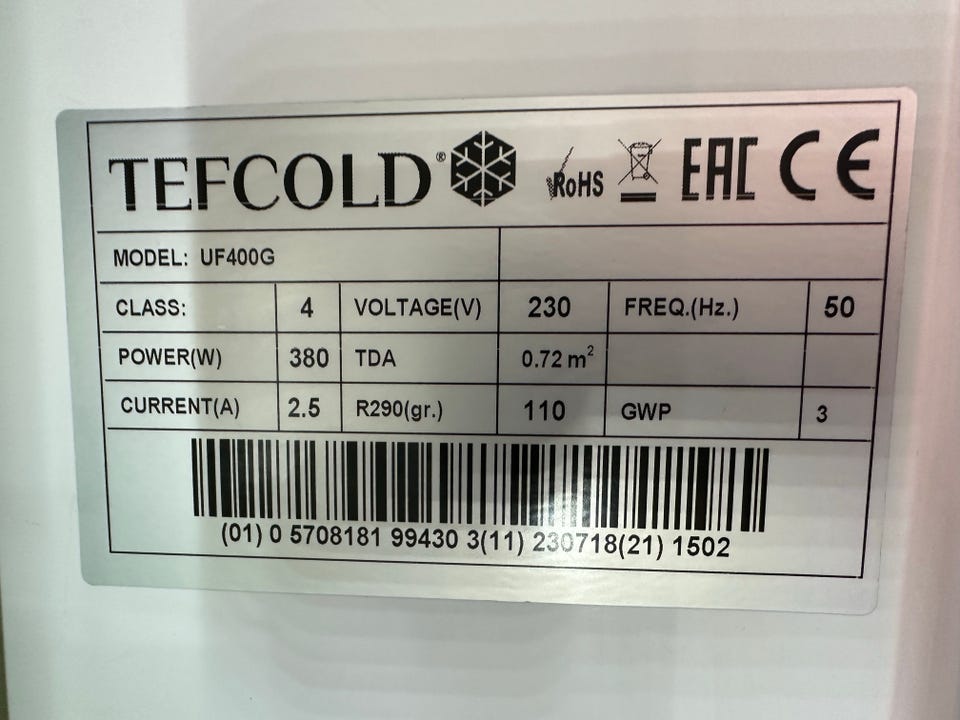 TEFCOLD® RoHS EAC CE
MODEL: UF400G
CLASS: 4 VOLTAGE(V) 230 FREQ.(Hz.) 50
POWER(W) 380 TDA 0.72 m²
CURRENT(A) 2.5 R290(gr.) 110 GWP 3
(01) 0 5708181 99430 3(11) 230718(21) 1502